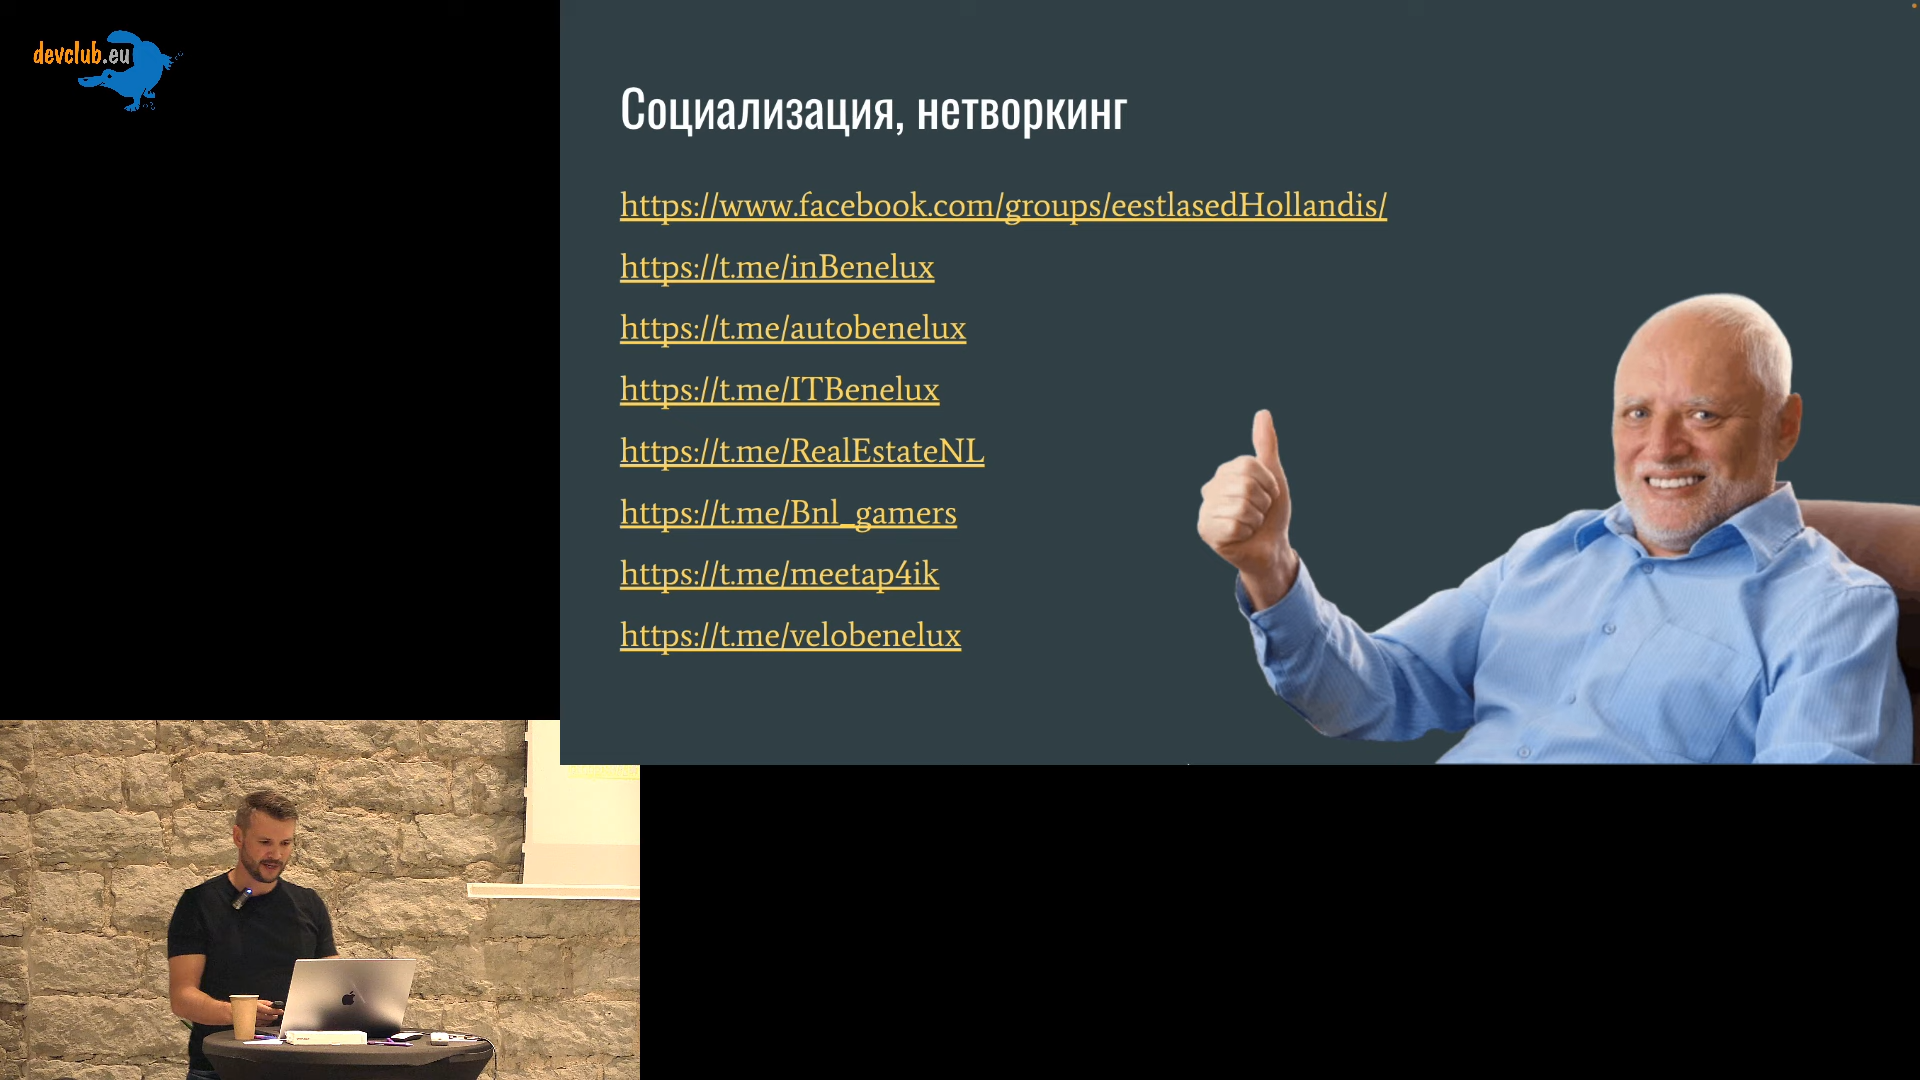 devclub.eu
Социализация, нетворкинг
https://www.facebook.com/groups/eestlasedHollandis/
https://t.me/inBenelux
https://t.me/autobenelux
https://t.me/ITBenelux
https://t.me/RealEstateNL
https://t.me/Bnl_gamers
https://t.me/meetap4ik
https://t.me/velobenelux